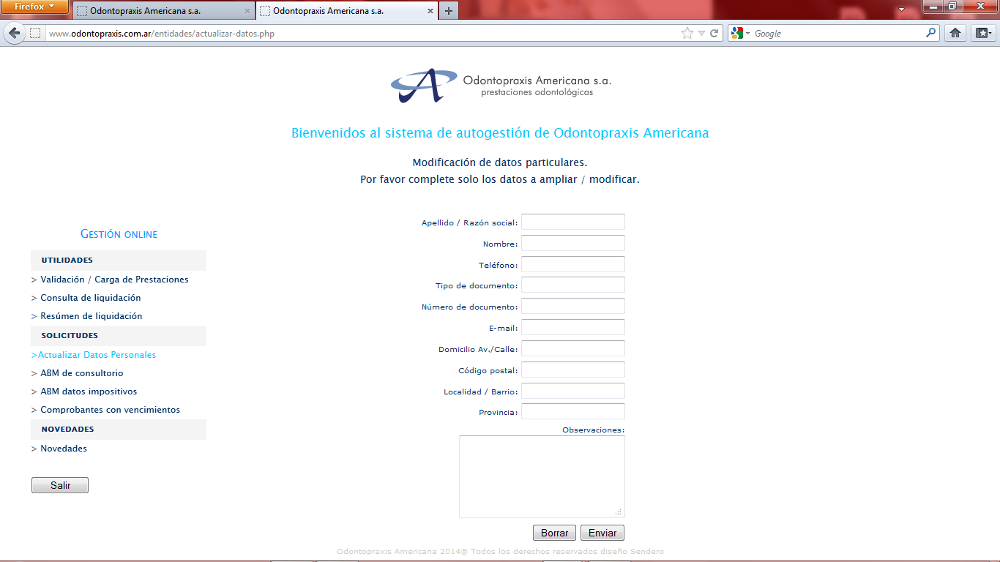 Firefox
Odontopraxis Americana s.a.
Odontopraxis Americana s.a.
www.odontopraxis.com.ar/entidades/actualizar-datos.php
Google
Odontopraxis Americana s.a.
prestaciones odontológicas
Bienvenidos al sistema de autogestión de Odontopraxis Americana
Modificación de datos particulares.
Por favor complete solo los datos a ampliar / modificar.
GESTIÓN ONLINE
UTILIDADES
> Validación / Carga de Prestaciones
> Consulta de liquidación
> Resúmen de liquidación
SOLICITUDES
>Actualizar Datos Personales
> ABM de consultorio
> ABM datos impositivos
> Comprobantes con vencimientos
NOVEDADES
> Novedades
Salir
Apellido / Razón social:
Nombre:
Teléfono:
Tipo de documento:
Número de documento:
E-mail:
Domicilio Av./Calle:
Código postal:
Localidad / Barrio:
Provincia:
Observaciones:
Borrar
Enviar
Odontopraxis Americana 2014® Todos los derechos reservados diseño Sendero